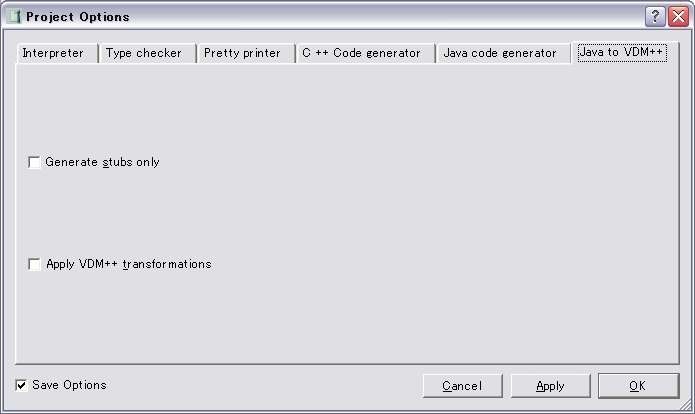 Project Options
Interpreter Type checker Pretty printer C ++ Code generator Java code generator Java to VDM++
Generate stubs only
Apply VDM++ transformations
Save Options Cancel Apply OK